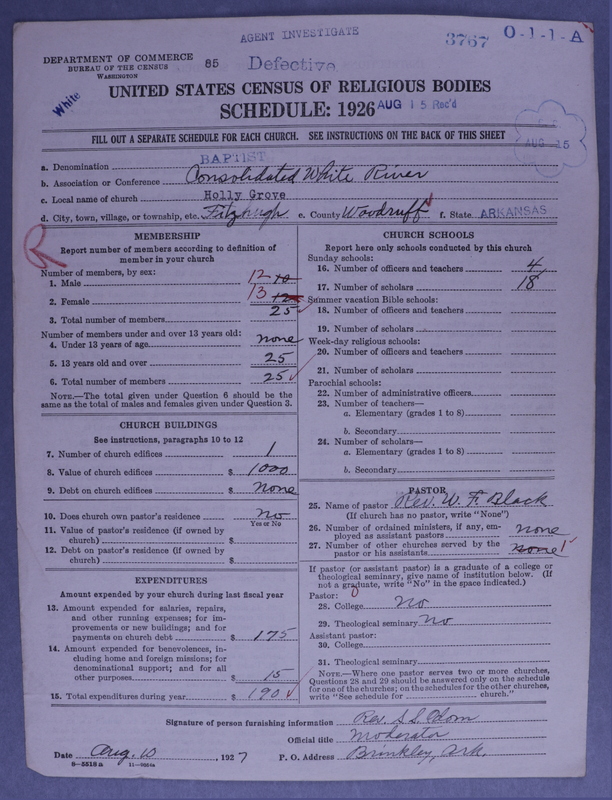 AGENT INVESTIGATE
3767 O-1-1-A
DEPARTMENT OF COMMERCE
BUREAU OF THE CENSUS
WASHINGTON
85 Defective
White
UNITED STATES CENSUS OF RELIGIOUS BODIES
SCHEDULE: 1926
AUG 15 Rec'd
FILL OUT A SEPARATE SCHEDULE FOR EACH CHURCH. SEE INSTRUCTIONS ON THE BACK OF THIS SHEET
AUG 15
a. Denomination BAPTIST
b. Association or Conference Consolidated White River
c. Local name of church Holly Grove
d. City, town, village, or township, etc. Fitzhugh e. County Woodruff f. State ARKANSAS
MEMBERSHIP
Report number of members according to definition of
member in your church
Number of members, by sex:
1. Male 12 10
2. Female 13 12
3. Total number of members 25
Number of members under and over 13 years old:
4. Under 13 years of age none
5. 13 years old and over 25
6. Total number of members 25
NOTE.—The total given under Question 6 should be
same as the total of males and females given under Question 3.
CHURCH BUILDINGS
See instructions, paragraphs 10 to 12
7. Number of church edifices 1
8. Value of church edifices $ 1000
9. Debt on church edifices $ none
10. Does church own pastor's residence no
Yes or No
11. Value of pastor's residence (if owned by
church) $
12. Debt on pastor's residence (if owned by
church) $
EXPENDITURES
Amount expended by your church during last fiscal year
13. Amount expended for salaries, repairs,
and other running expenses; for im-
provements or new buildings; and for
payments on church debt $ 175
14. Amount expended for benevolences, in-
cluding home and foreign missions; for
denominational support; and for all
other purposes $ 15
15. Total expenditures during year $ 190
CHURCH SCHOOLS
Report here only schools conducted by this church
Sunday schools:
16. Number of officers and teachers 4
17. Number of scholars 18
Summer vacation Bible schools:
18. Number of officers and teachers
19. Number of scholars
Week-day religious schools:
20. Number of officers and teachers
21. Number of scholars
Parochial schools:
22. Number of administrative officers
23. Number of teachers—
a. Elementary (grades 1 to 8)
b. Secondary
24. Number of scholars—
a. Elementary (grades 1 to 8)
b. Secondary
PASTOR
25. Name of pastor Rev. W. F. Black
(If church has no pastor, write "None")
26. Number of ordained ministers, if any, em-
ployed as assistant pastors none
27. Number of other churches served by the
pastor or his assistants none 1
If pastor (or assistant pastor) is a graduate of a college or
theological seminary, give name of institution below. (If
not a graduate, write "No" in the space indicated.)
Pastor:
28. College No
29. Theological seminary No
Assistant pastor:
30. College
31. Theological seminary
NOTE.—Where one pastor serves two or more churches,
Questions 28 and 29 should be answered only on the schedule
for one of the churches; on the schedules for the other churches,
write "See schedule for church."
Signature of person furnishing information Rev. S.S. Odom
Official title Moderator
Date Aug. 10 1927 P. O. Address Brinkley, Ark.
8-5518 a